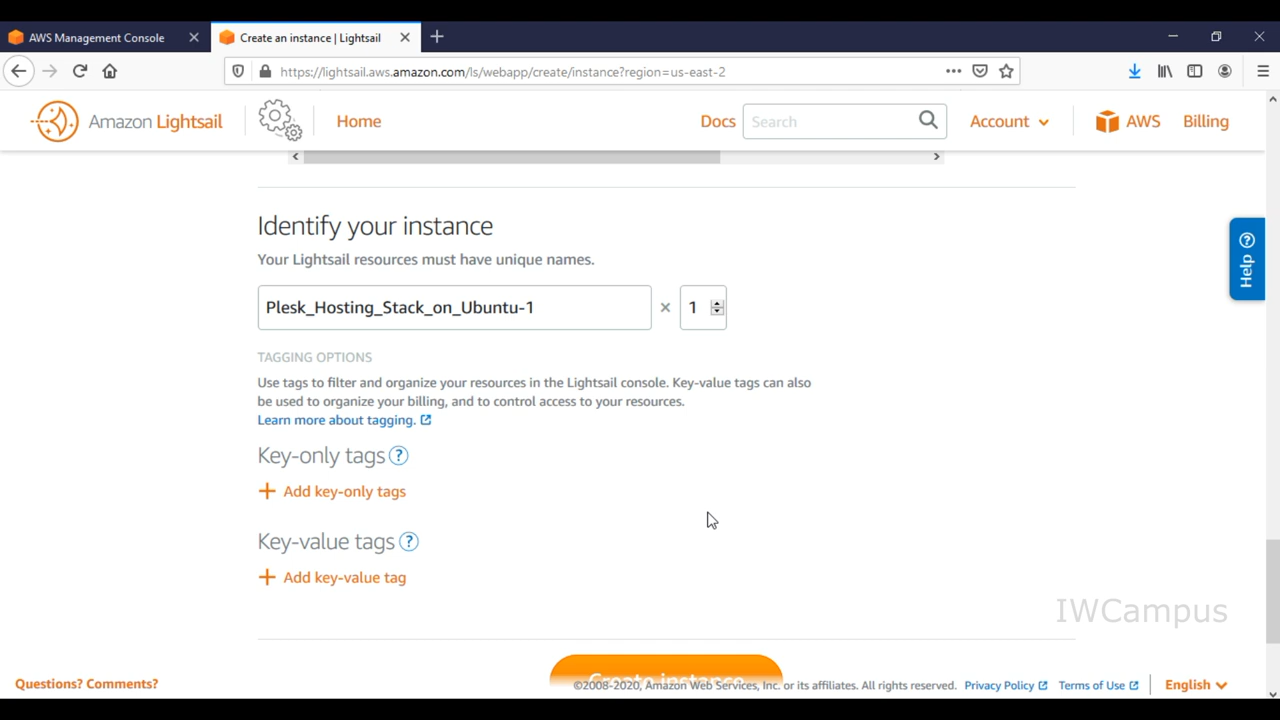 AWS Management Console
Create an instance | Lightsail
https://lightsail.aws.amazon.com/ls/webapp/create/instance?region=us-east-2
Amazon Lightsail
Home
Docs
Search
Account
AWS
Billing
Identify your instance
Your Lightsail resources must have unique names.
Plesk_Hosting_Stack_on_Ubuntu-1
×
1
TAGGING OPTIONS
Use tags to filter and organize your resources in the Lightsail console. Key-value tags can also
be used to organize your billing, and to control access to your resources.
Learn more about tagging.
Key-only tags ?
+ Add key-only tags
Key-value tags ?
+ Add key-value tag
Help ?
IWCampus
Create instance
Questions? Comments?
©2008-2020, Amazon Web Services, Inc. or its affiliates. All rights reserved. Privacy Policy Terms of Use
English